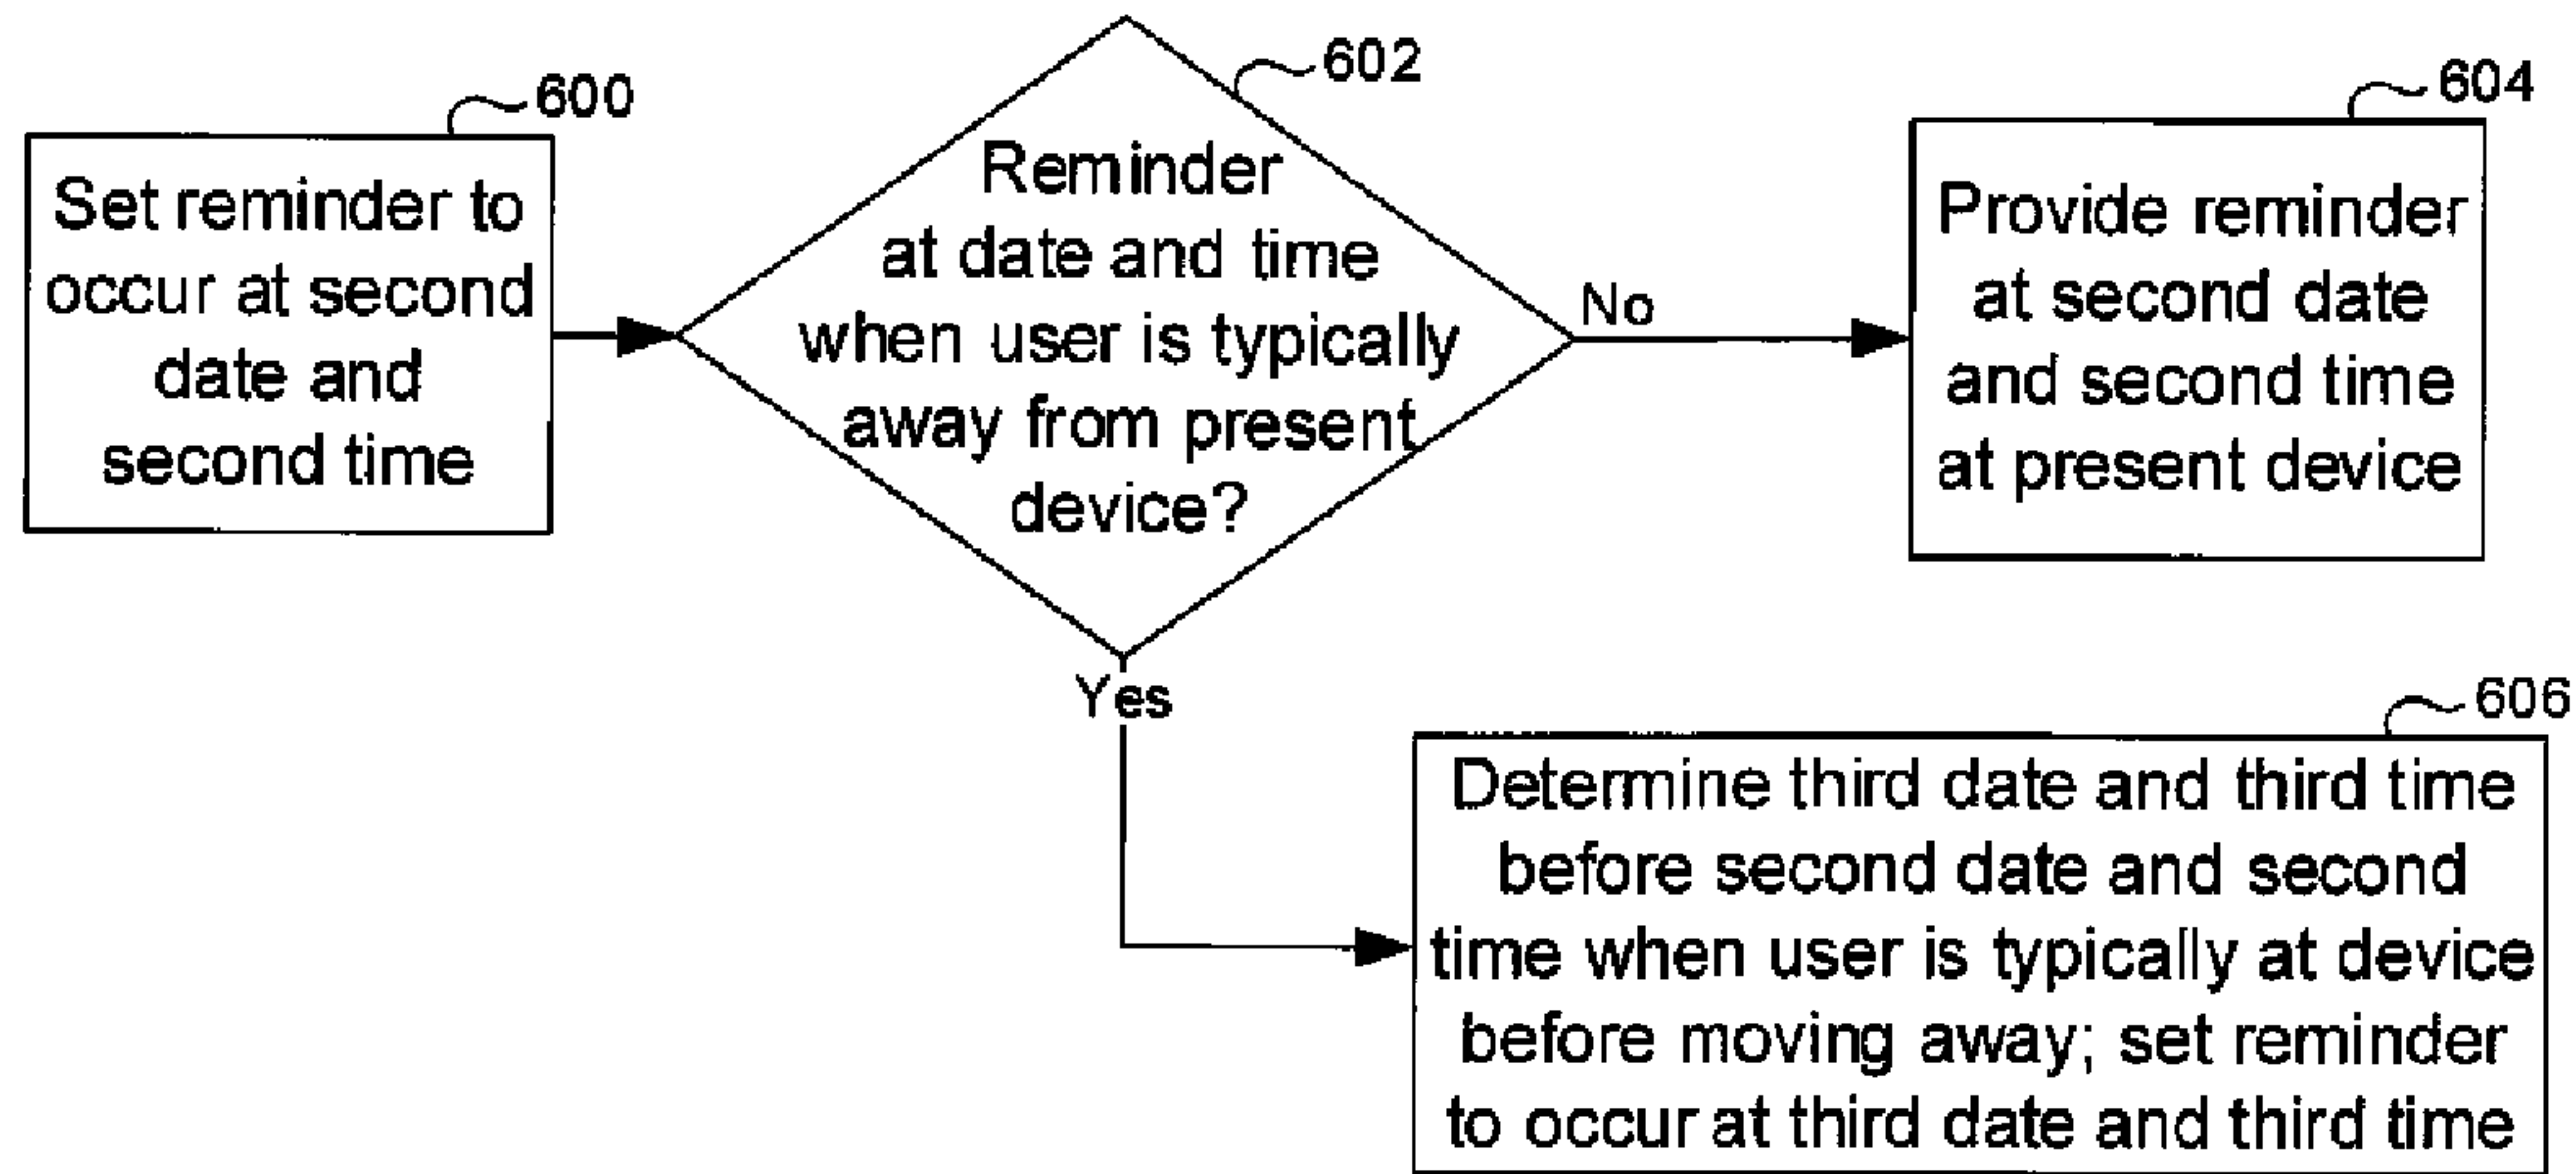 600
Set reminder to
occur at second
date and
second time
602
Reminder
at date and time
when user is typically
away from present
device?
No
604
Provide reminder
at second date
and second time
at present device
Yes
606
Determine third date and third time
before second date and second
time when user is typically at device
before moving away; set reminder
to occur at third date and third time